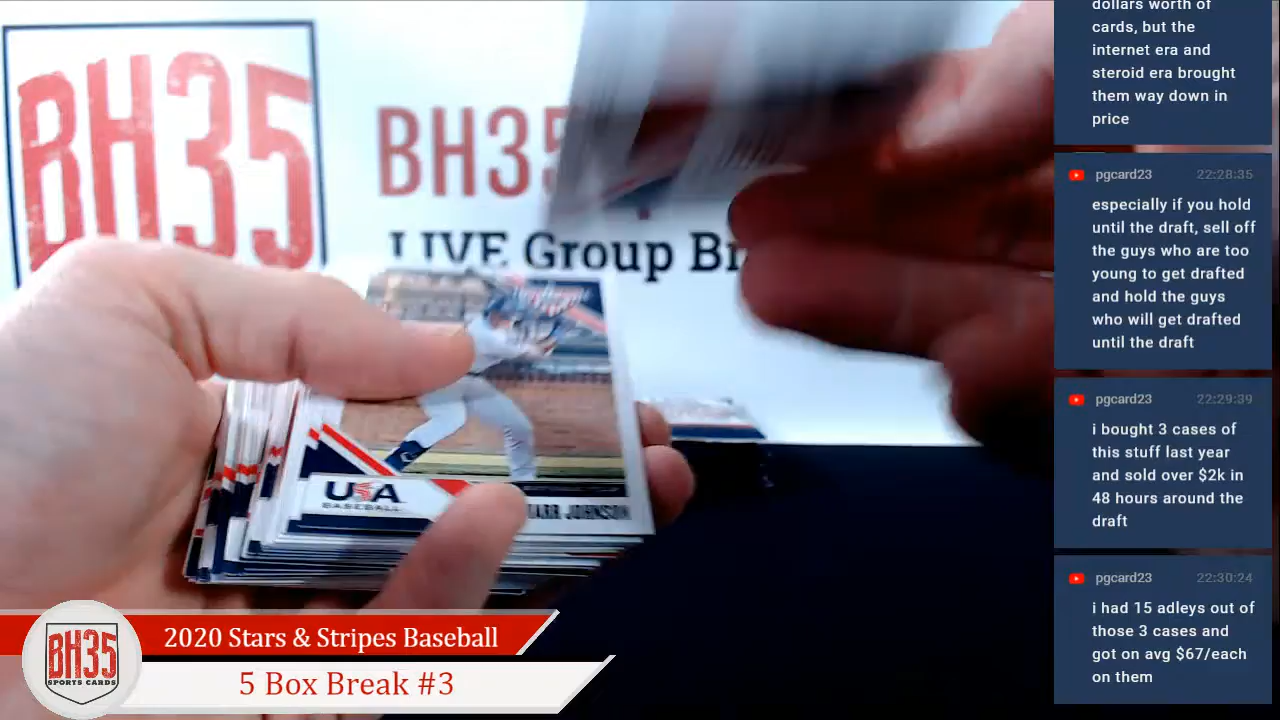 BH35
BH35
LIVE Group Br
USA
BASEBALL
JOHNSON
BH35
SPORTS CARDS
2020 Stars & Stripes Baseball
5 Box Break #3
dollars worth of
cards, but the
internet era and
steroid era brought
them way down in
price
pgcard23 22:28:35
especially if you hold
until the draft, sell off
the guys who are too
young to get drafted
and hold the guys
who will get drafted
until the draft
pgcard23 22:29:39
i bought 3 cases of
this stuff last year
and sold over $2k in
48 hours around the
draft
pgcard23 22:30:24
i had 15 adleys out of
those 3 cases and
got on avg $67/each
on them